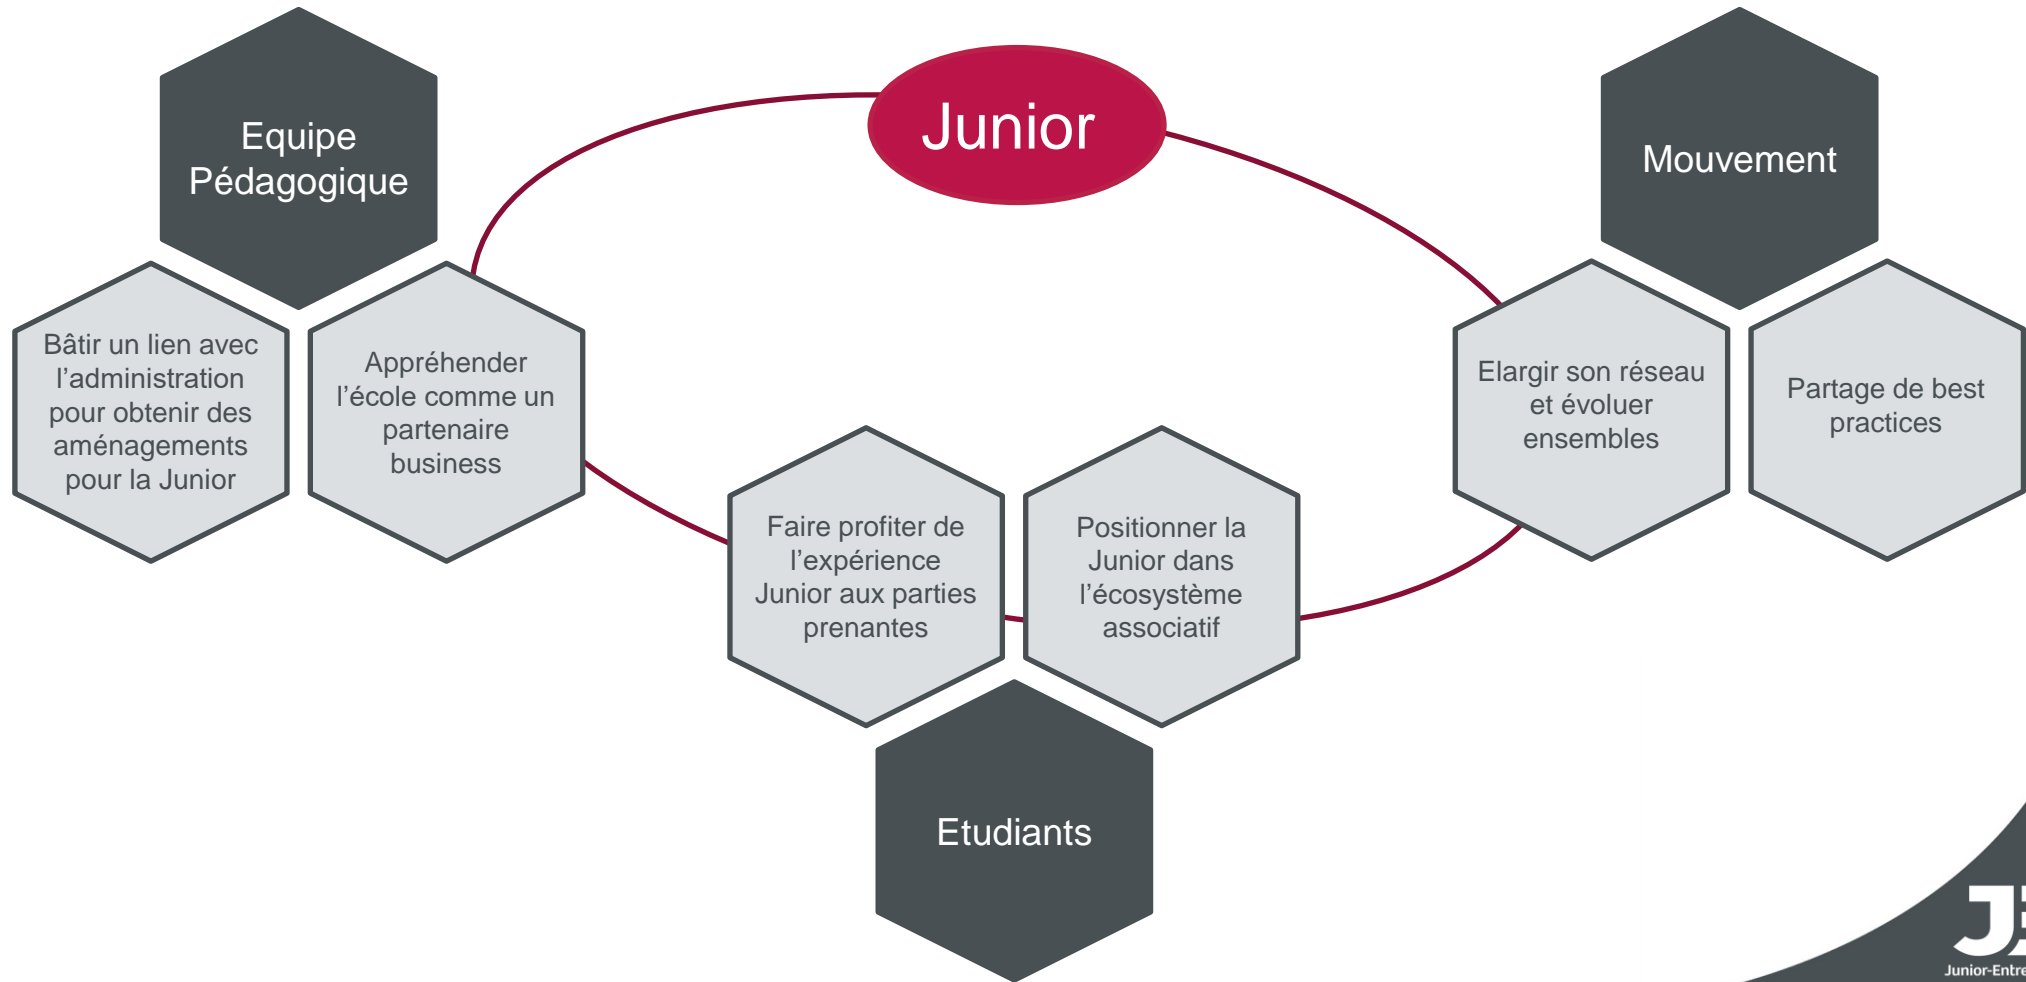 Junior
Equipe
Pédagogique
Bâtir un lien avec
l’administration
pour obtenir des
aménagements
pour la Junior
Appréhender
l’école comme un
partenaire
business
Faire profiter de
l’expérience
Junior aux parties
prenantes
Positionner la
Junior dans
l’écosystème
associatif
Etudiants
Mouvement
Elargir son réseau
et évoluer
ensembles
Partage de best
practices